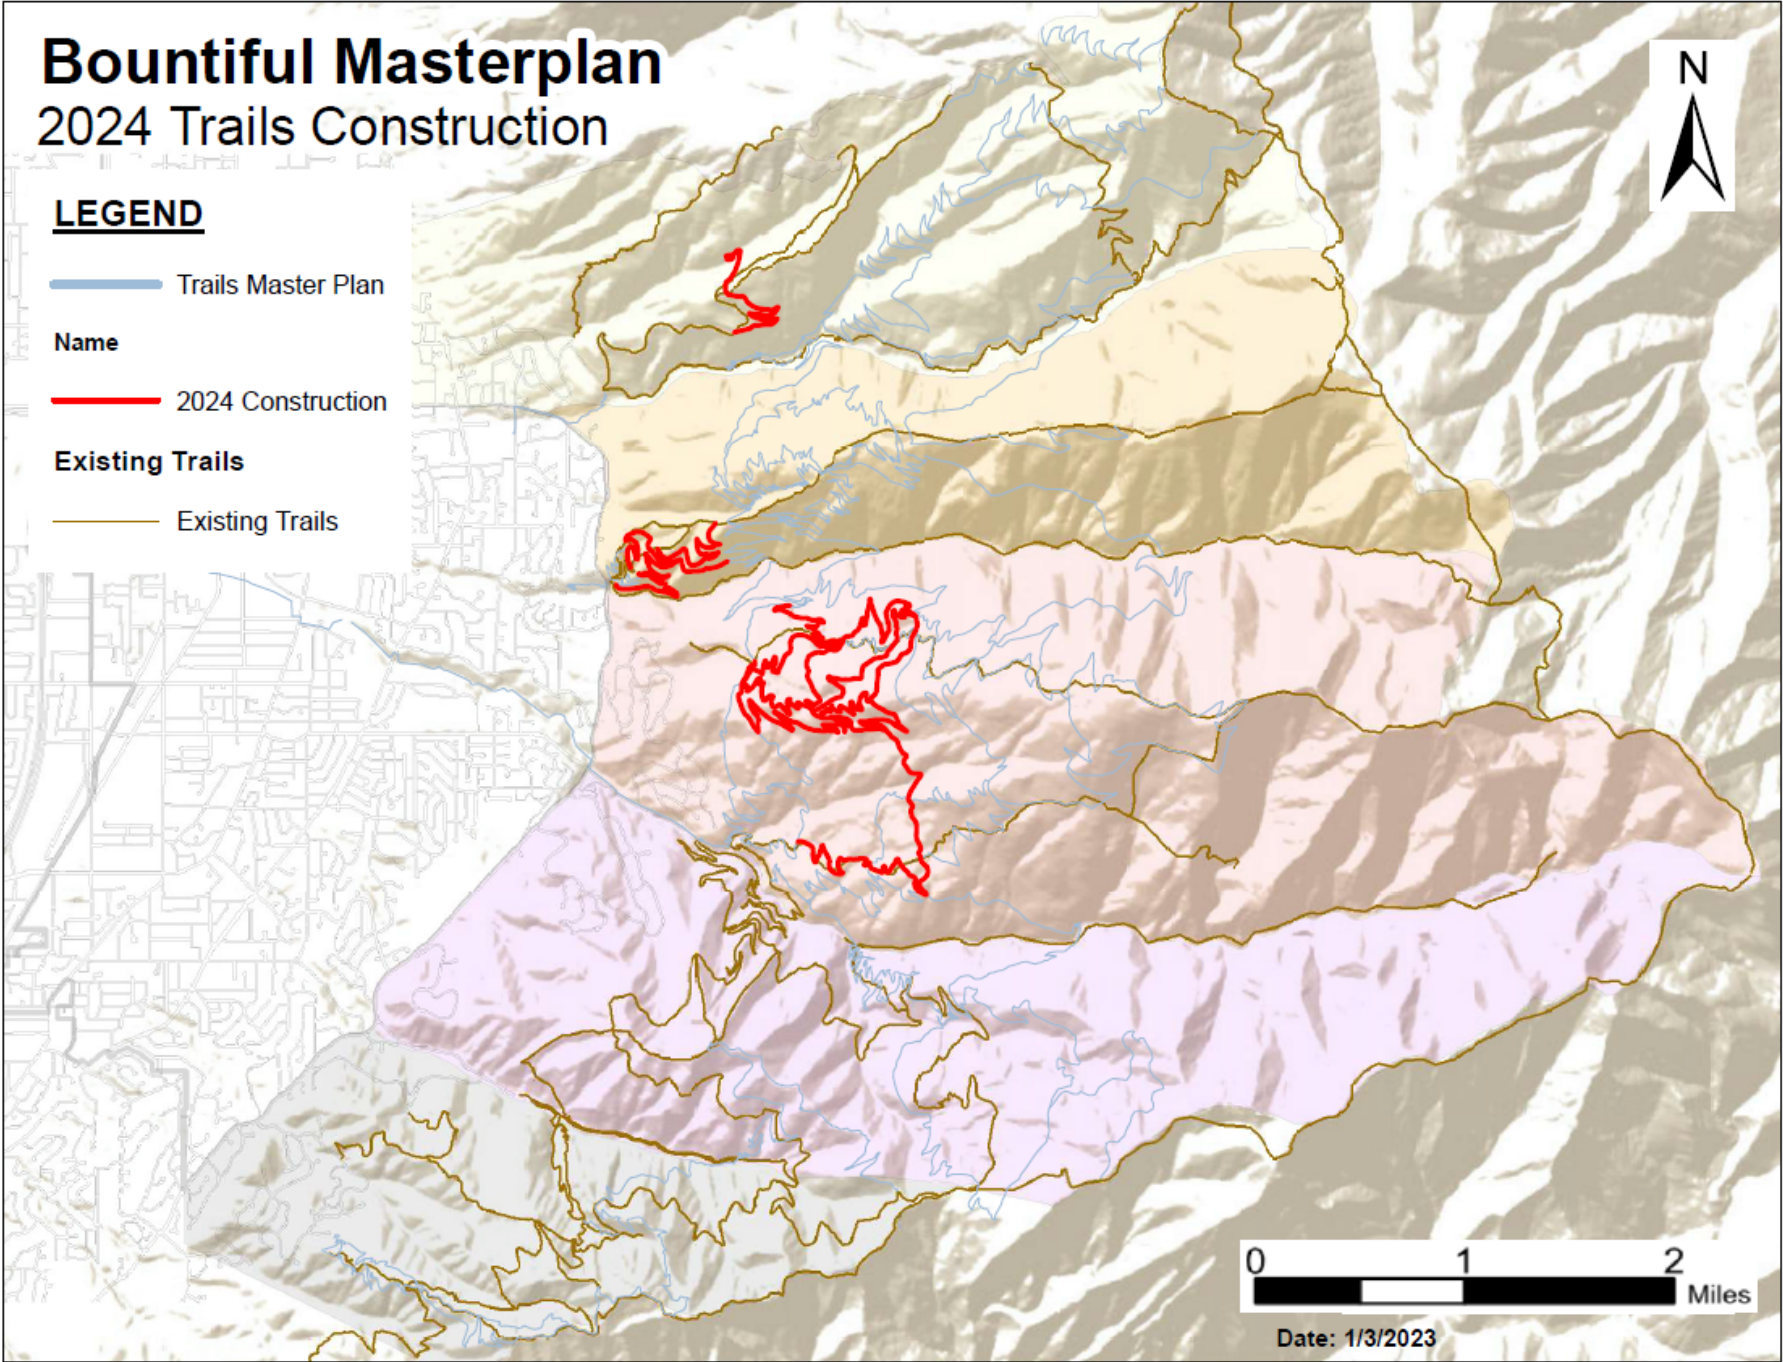 Bountiful Masterplan
2024 Trails Construction
N
LEGEND
Trails Master Plan
Name
2024 Construction
Existing Trails
Existing Trails
0 1 2
Miles
Date: 1/3/2023